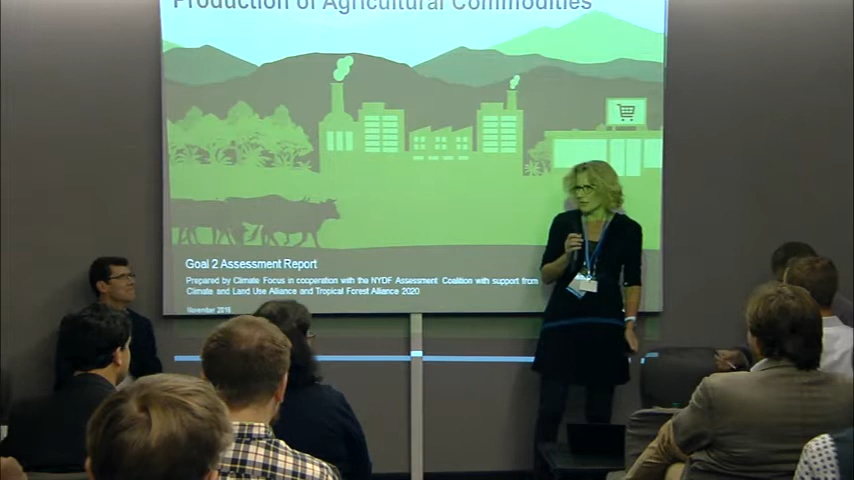 Production of Agricultural Commodities
Goal 2 Assessment Report
Prepared by Climate Focus in cooperation with the NYDF Assessment Coalition with support from
Climate and Land Use Alliance and Tropical Forest Alliance 2020
November 2016